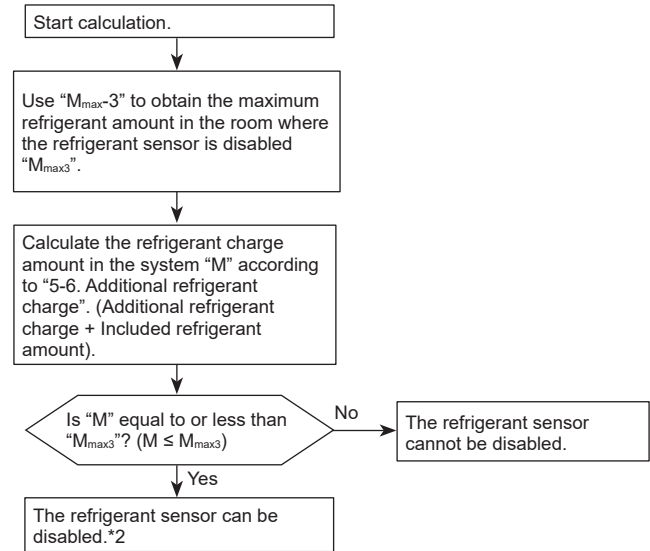 Start calculation.
Use “Mmax-3” to obtain the maximum
refrigerant amount in the room where
the refrigerant sensor is disabled
“Mmax3”.
Calculate the refrigerant charge
amount in the system “M” according
to “5-6. Additional refrigerant
charge”. (Additional refrigerant
charge + Included refrigerant
amount).
Is “M” equal to or less than
“Mmax3”? (M ≤ Mmax3)
No
The refrigerant sensor
cannot be disabled.
Yes
The refrigerant sensor can be
disabled.*2